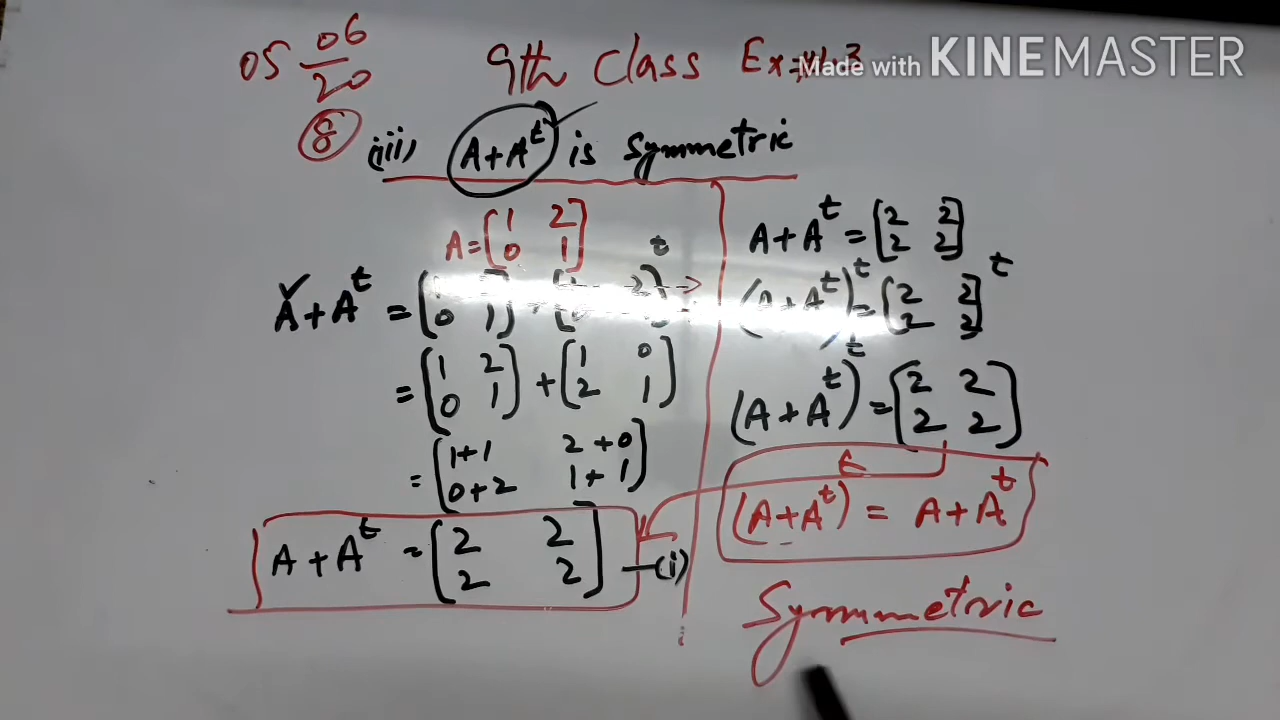 05 06/20 9th Class Ex
Made with KINEMASTER
8 (iii) A+A^t is symmetric
A = [1 2
0 1]
A+A^t = [
0 1] + [ ]^t
= [1 2
0 1] + [1 0
2 1]
= [1+1 2+0
0+2 1+1]
A+A^t = [2 2
2 2] — (i)
A+A^t = [2 2
2 2]
(A+A^t)^t = [2 2
2 2]^t
(A+A^t)^t = [2 2
2 2]
(A+A^t) = A+A^t
Symmetric